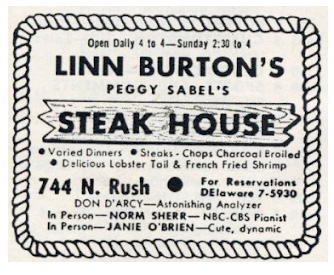 Open Daily 4 to 4—Sunday 2:30 to 4
LINN BURTON'S
PEGGY SABEL'S
STEAK HOUSE
● Varied Dinners ● Steaks - Chops Charcoal Broiled
● Delicious Lobster Tail & French Fried Shrimp
744 N. Rush ● For Reservations
DElaware 7-5930
DON D'ARCY—Astonishing Analyzer
In Person—NORM SHERR—NBC-CBS Pianist
In Person—JANIE O'BRIEN—Cute, dynamic